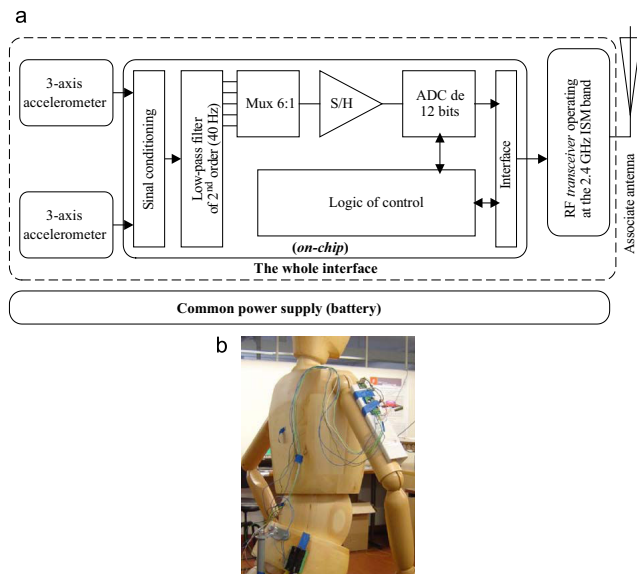 a
3-axis
accelerometer
3-axis
accelerometer
Sinal conditioning
Low-pass filter
of 2nd order (40 Hz)
Mux 6:1
S/H
ADC de
12 bits
Logic of control
Interface
(on-chip)
The whole interface
RF transceiver operating
at the 2.4 GHz ISM band
Associate antenna
Common power supply (battery)
b